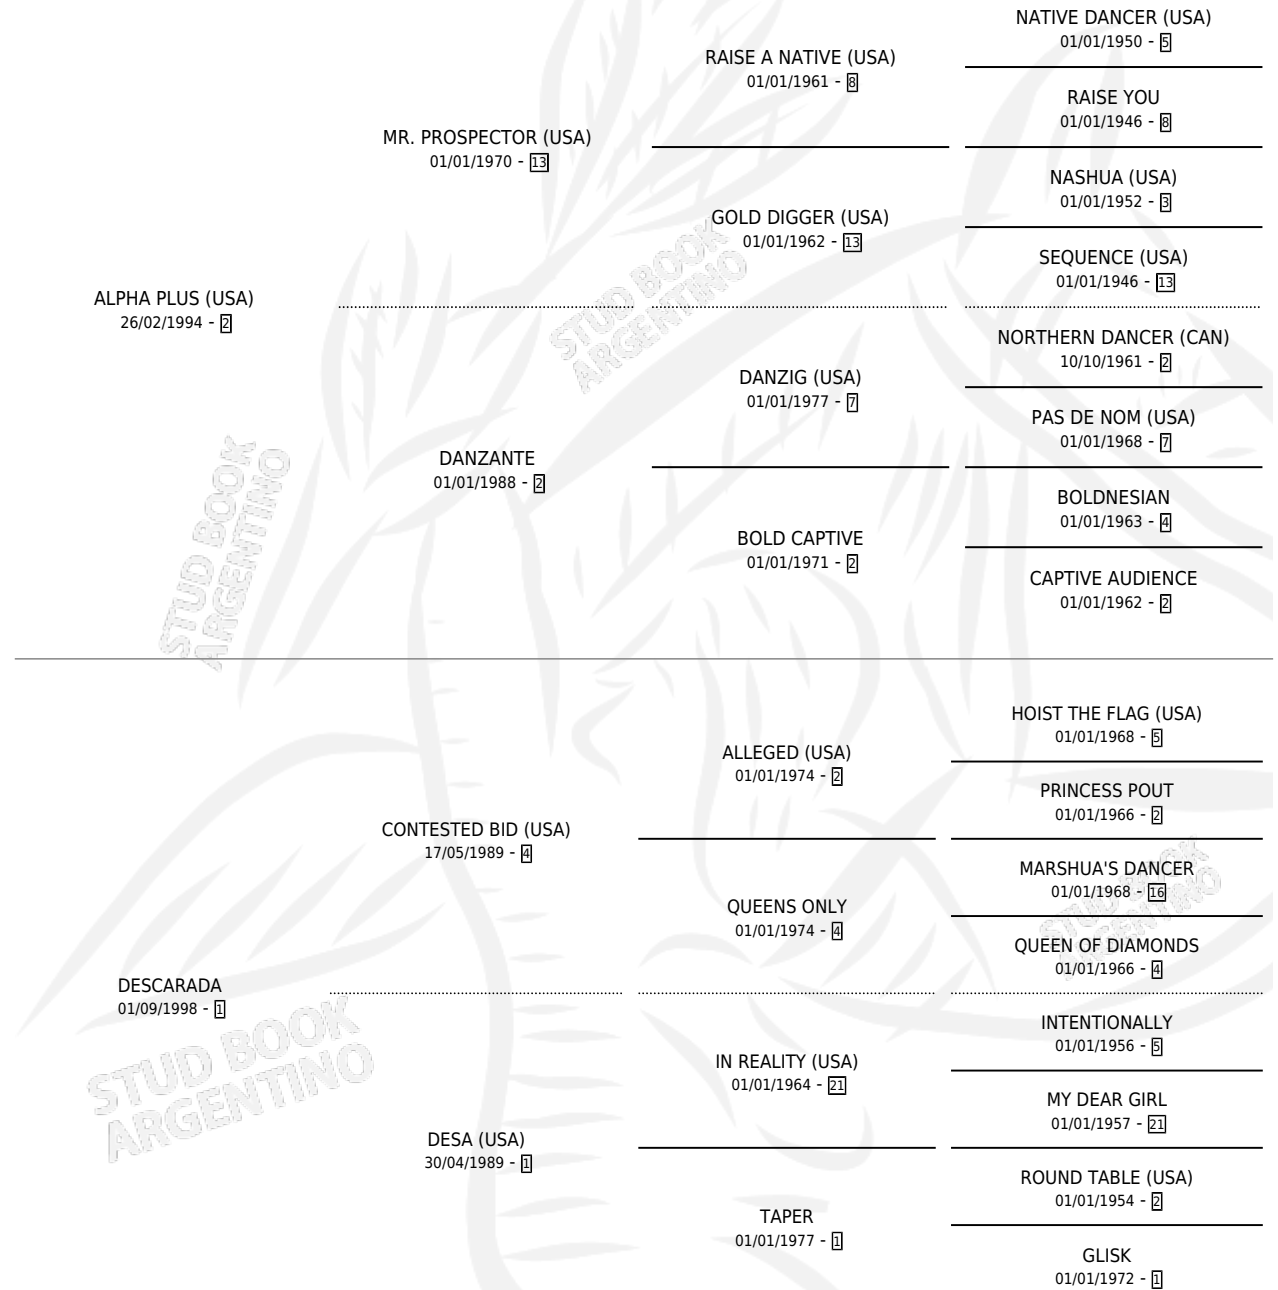 NATIVE DANCER (USA)
01/01/1950 - 5
RAISE A NATIVE (USA)
01/01/1961 - 8
RAISE YOU
01/01/1946 - 8
MR. PROSPECTOR (USA)
01/01/1970 - 13
NASHUA (USA)
01/01/1952 - 3
GOLD DIGGER (USA)
01/01/1962 - 13
SEQUENCE (USA)
01/01/1946 - 13
ALPHA PLUS (USA)
26/02/1994 - 2
STUD BOOK
ARGENTINO
NORTHERN DANCER (CAN)
10/10/1961 - 2
DANZIG (USA)
01/01/1977 - 7
PAS DE NOM (USA)
01/01/1968 - 7
DANZANTE
01/01/1988 - 2
BOLDNESIAN
01/01/1963 - 4
BOLD CAPTIVE
01/01/1971 - 2
CAPTIVE AUDIENCE
01/01/1962 - 2
STUD BOOK
ARGENTINO
HOIST THE FLAG (USA)
01/01/1968 - 5
ALLEGED (USA)
01/01/1974 - 2
PRINCESS POUT
01/01/1966 - 2
CONTESTED BID (USA)
17/05/1989 - 4
MARSHUA'S DANCER
01/01/1968 - 16
QUEENS ONLY
01/01/1974 - 4
QUEEN OF DIAMONDS
01/01/1966 - 4
STUD BOOK
ARGENTINO
DESCARADA
01/09/1998 - 1
STUD BOOK
ARGENTINO
INTENTIONALLY
01/01/1956 - 5
IN REALITY (USA)
01/01/1964 - 21
MY DEAR GIRL
01/01/1957 - 21
DESA (USA)
30/04/1989 - 1
ROUND TABLE (USA)
01/01/1954 - 2
TAPER
01/01/1977 - 1
GLISK
01/01/1972 - 1